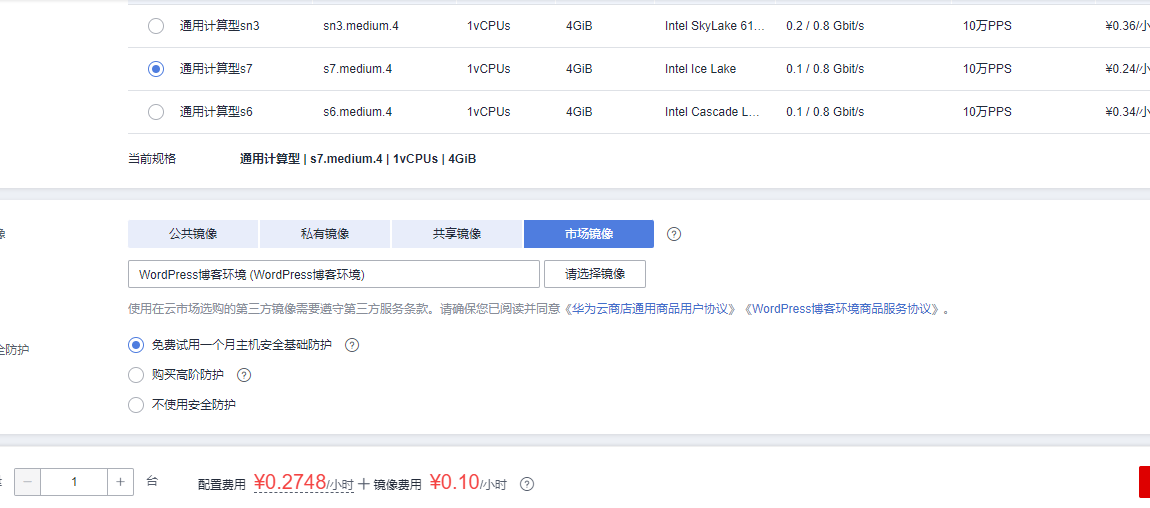 通用计算型sn3 sn3.medium.4 1vCPUs 4GiB Intel SkyLake 61... 0.2 / 0.8 Gbit/s 10万PPS ¥0.36/小
通用计算型s7 s7.medium.4 1vCPUs 4GiB Intel Ice Lake 0.1 / 0.8 Gbit/s 10万PPS ¥0.24/小
通用计算型s6 s6.medium.4 1vCPUs 4GiB Intel Cascade L... 0.1 / 0.8 Gbit/s 10万PPS ¥0.34/小
当前规格 通用计算型 | s7.medium.4 | 1vCPUs | 4GiB
像 公共镜像 私有镜像 共享镜像 市场镜像 ?
WordPress博客环境 (WordPress博客环境) 请选择镜像
使用在云市场选购的第三方镜像需要遵守第三方服务条款。请确保您已阅读并同意《华为云商店通用商品用户协议》《WordPress博客环境商品服务协议》。
全防护 免费试用一个月主机安全基础防护 ?
购买高阶防护 ?
不使用安全防护
− 1 + 台 配置费用 ¥0.2748/小时 + 镜像费用 ¥0.10/小时 ?